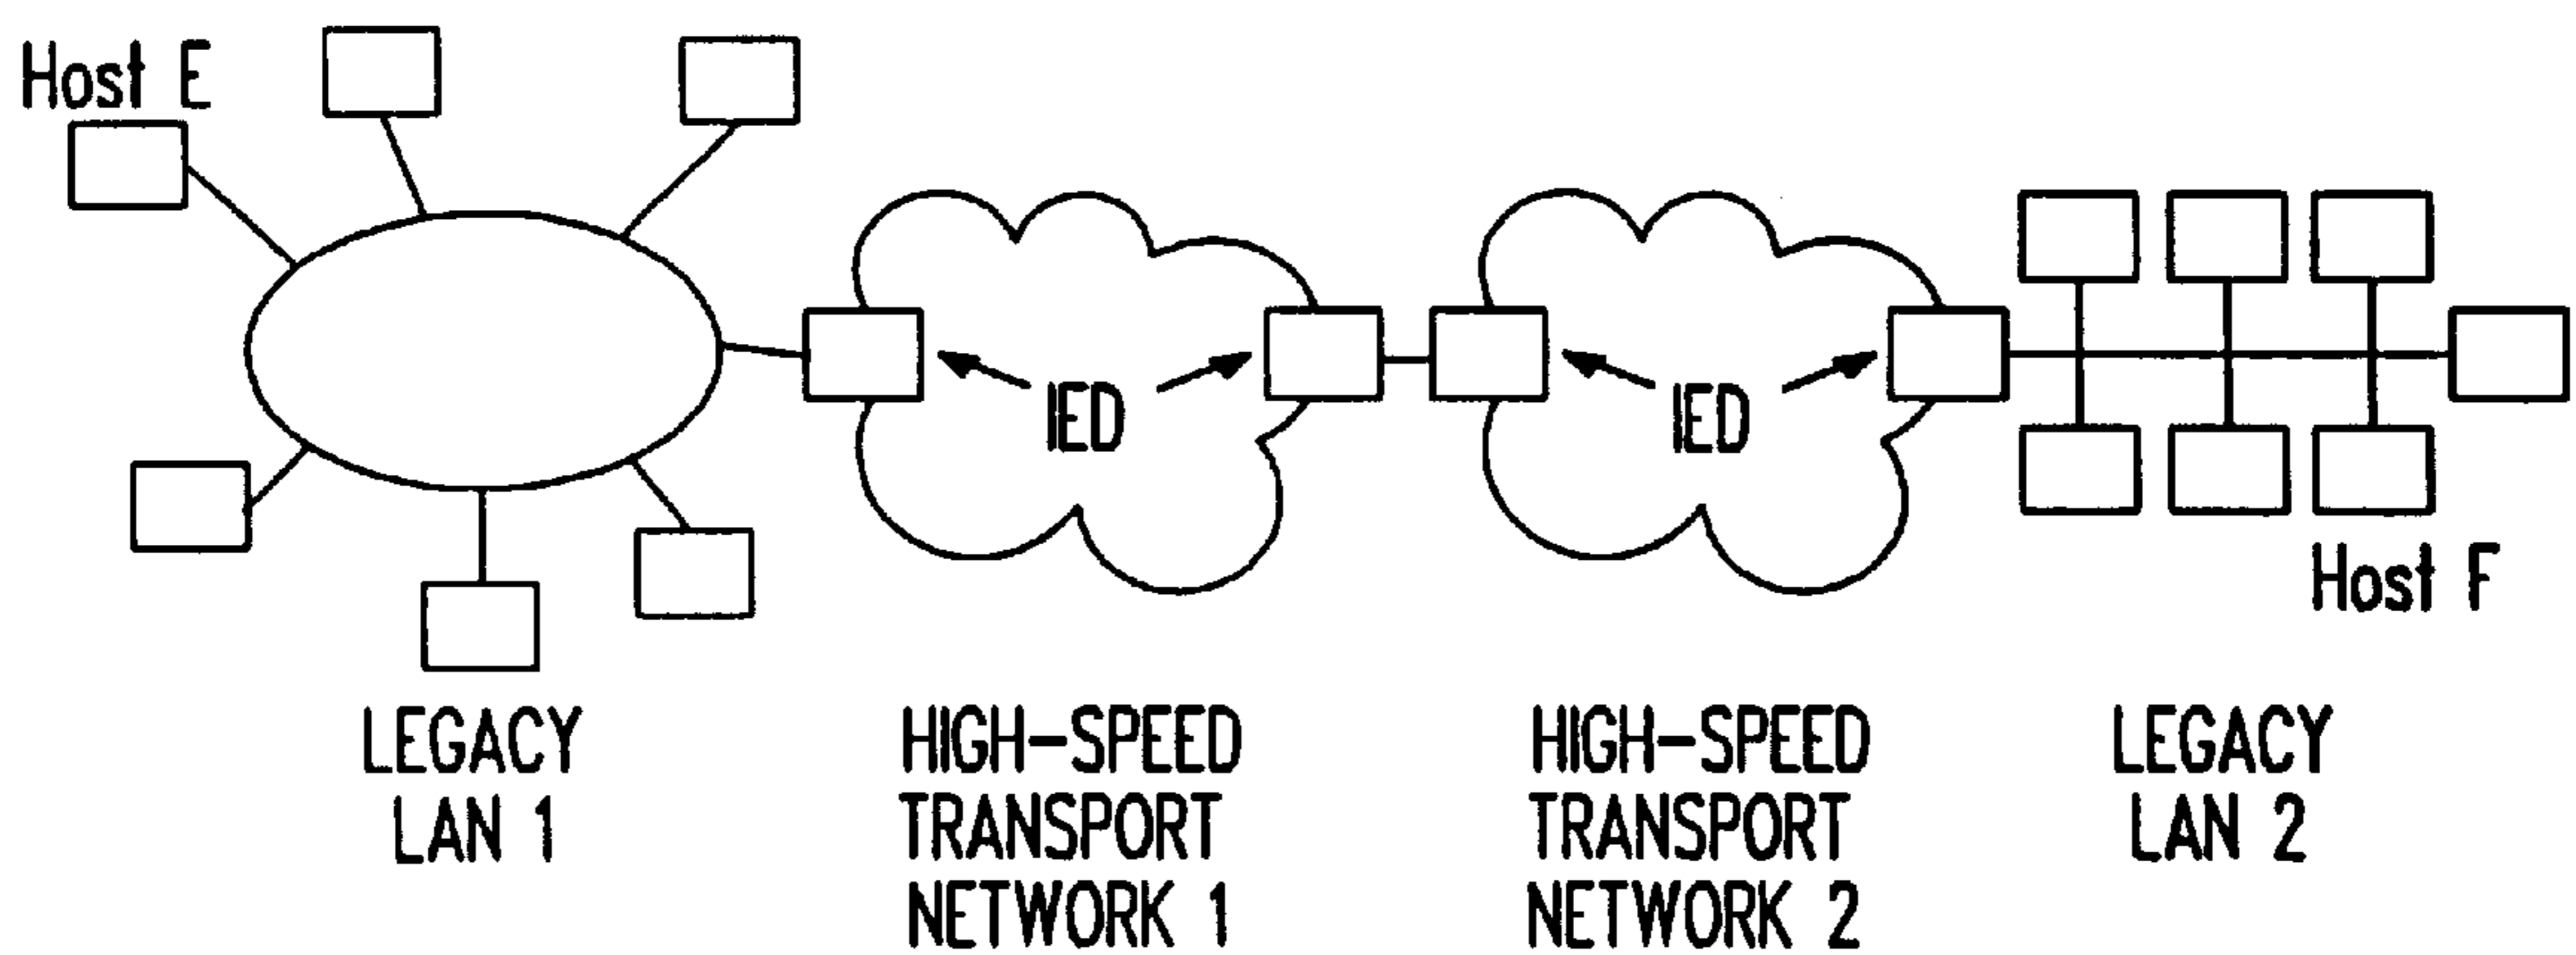 Host E
IED
IED
Host F
LEGACY
LAN 1
HIGH-SPEED
TRANSPORT
NETWORK 1
HIGH-SPEED
TRANSPORT
NETWORK 2
LEGACY
LAN 2